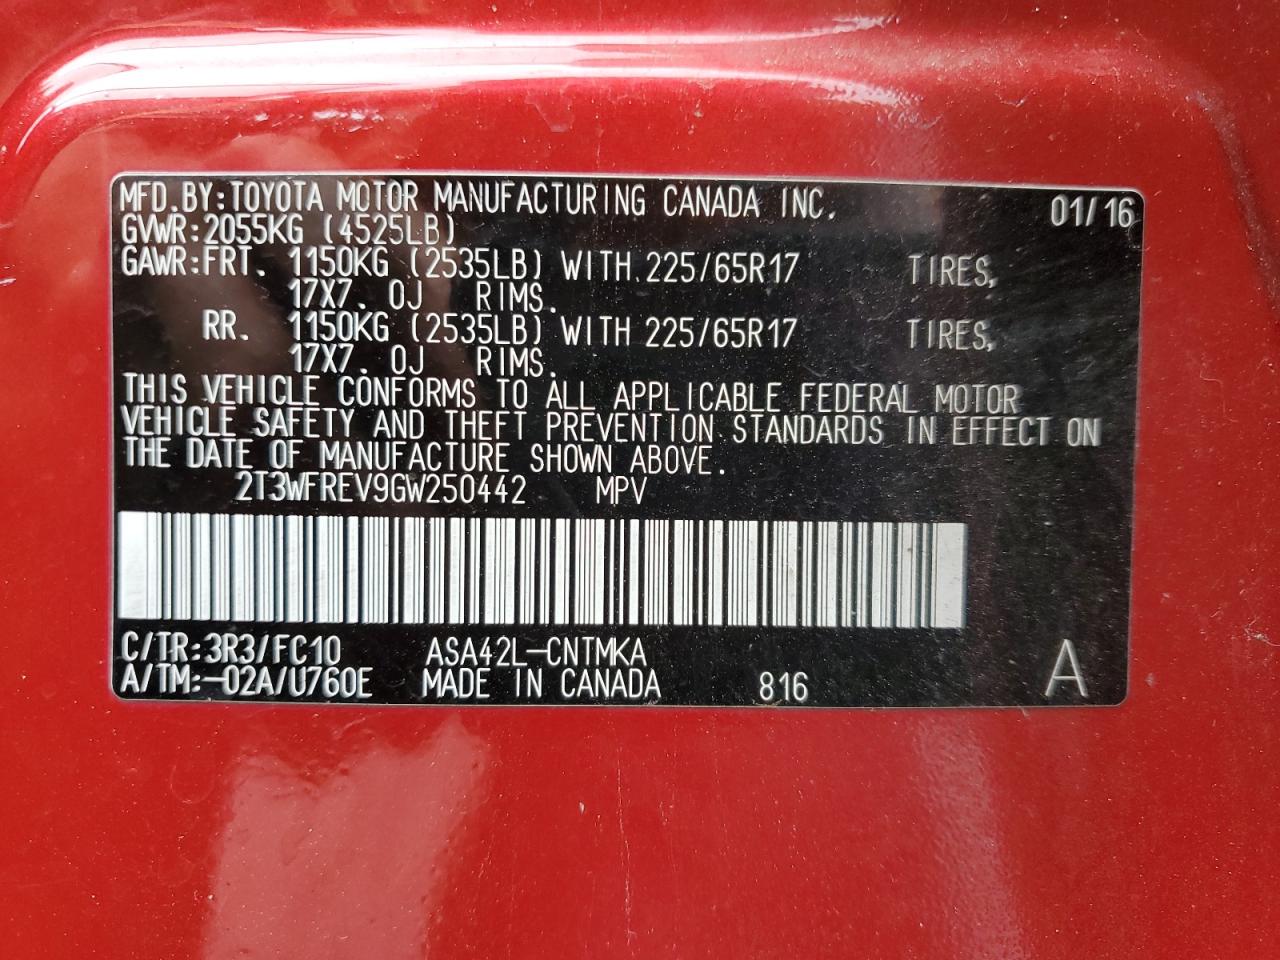 MFD.BY:TOYOTA MOTOR MANUFACTURING CANADA INC. 01/16
GVWR:2055KG (4525LB)
GAWR:FRT. 1150KG (2535LB) WITH 225/65R17 TIRES,
17X7.0J RIMS.
RR. 1150KG (2535LB) WITH 225/65R17 TIRES,
17X7.0J RIMS.
THIS VEHICLE CONFORMS TO ALL APPLICABLE FEDERAL MOTOR
VEHICLE SAFETY AND THEFT PREVENTION STANDARDS IN EFFECT ON
THE DATE OF MANUFACTURE SHOWN ABOVE.
2T3WFREV9GW250442 MPV
C/TR:3R3/FC10 ASA42L-CNTMKA A
A/TM:-02A/U760E MADE IN CANADA 816